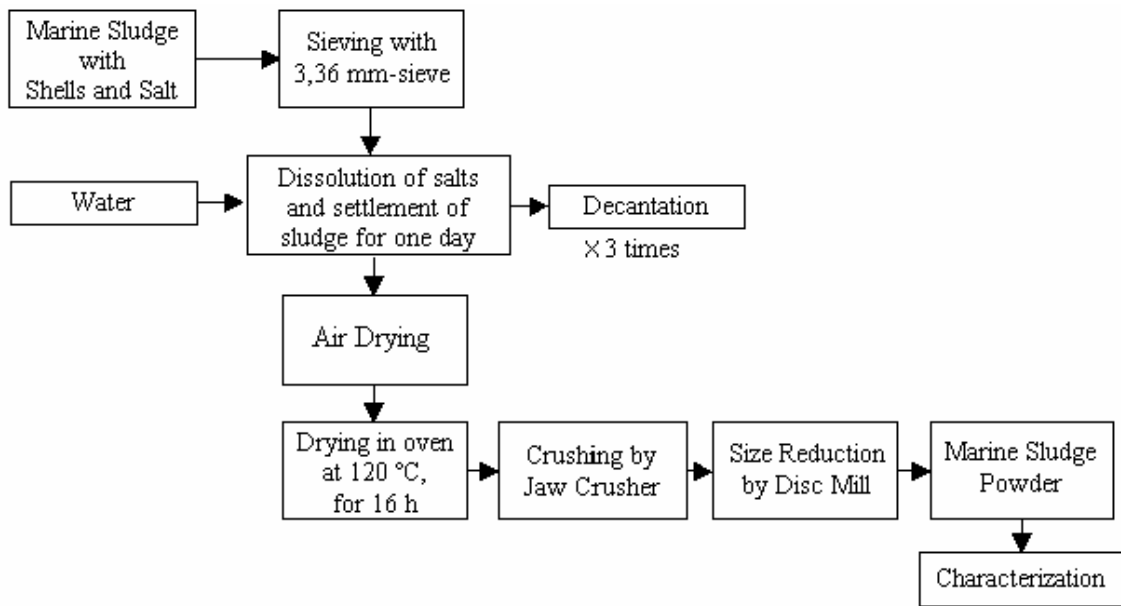 Marine Sludge
with
Shells and Salt
Sieving with
3,36 mm-sieve
Water
Dissolution of salts
and settlement of
sludge for one day
Decantation
×3 times
Air Drying
Drying in oven
at 120 °C,
for 16 h
Crushing by
Jaw Crusher
Size Reduction
by Disc Mill
Marine Sludge
Powder
Characterization